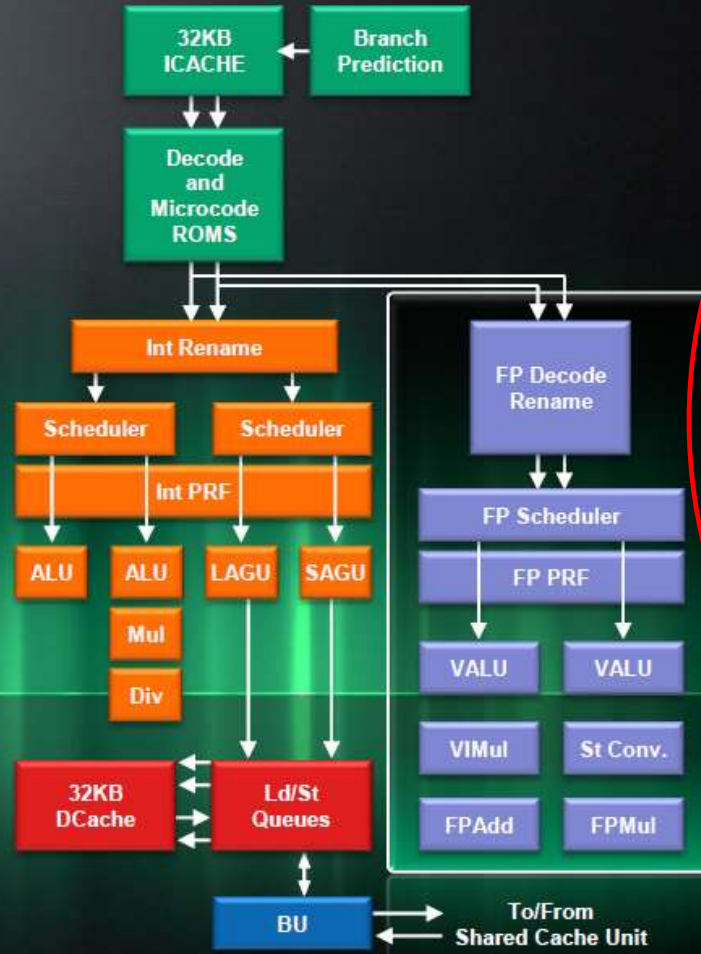 32KB
ICACHE
Branch
Prediction
Decode
and
Microcode
ROMS
Int Rename
FP Decode
Rename
Scheduler
Scheduler
Int PRF
FP Scheduler
FP PRF
ALU
ALU
LAGU
SAGU
Mul
Div
VALU
VALU
VIMul
St Conv.
FPAdd
FPMul
32KB
DCache
Ld/St
Queues
BU
To/From
Shared Cache Unit